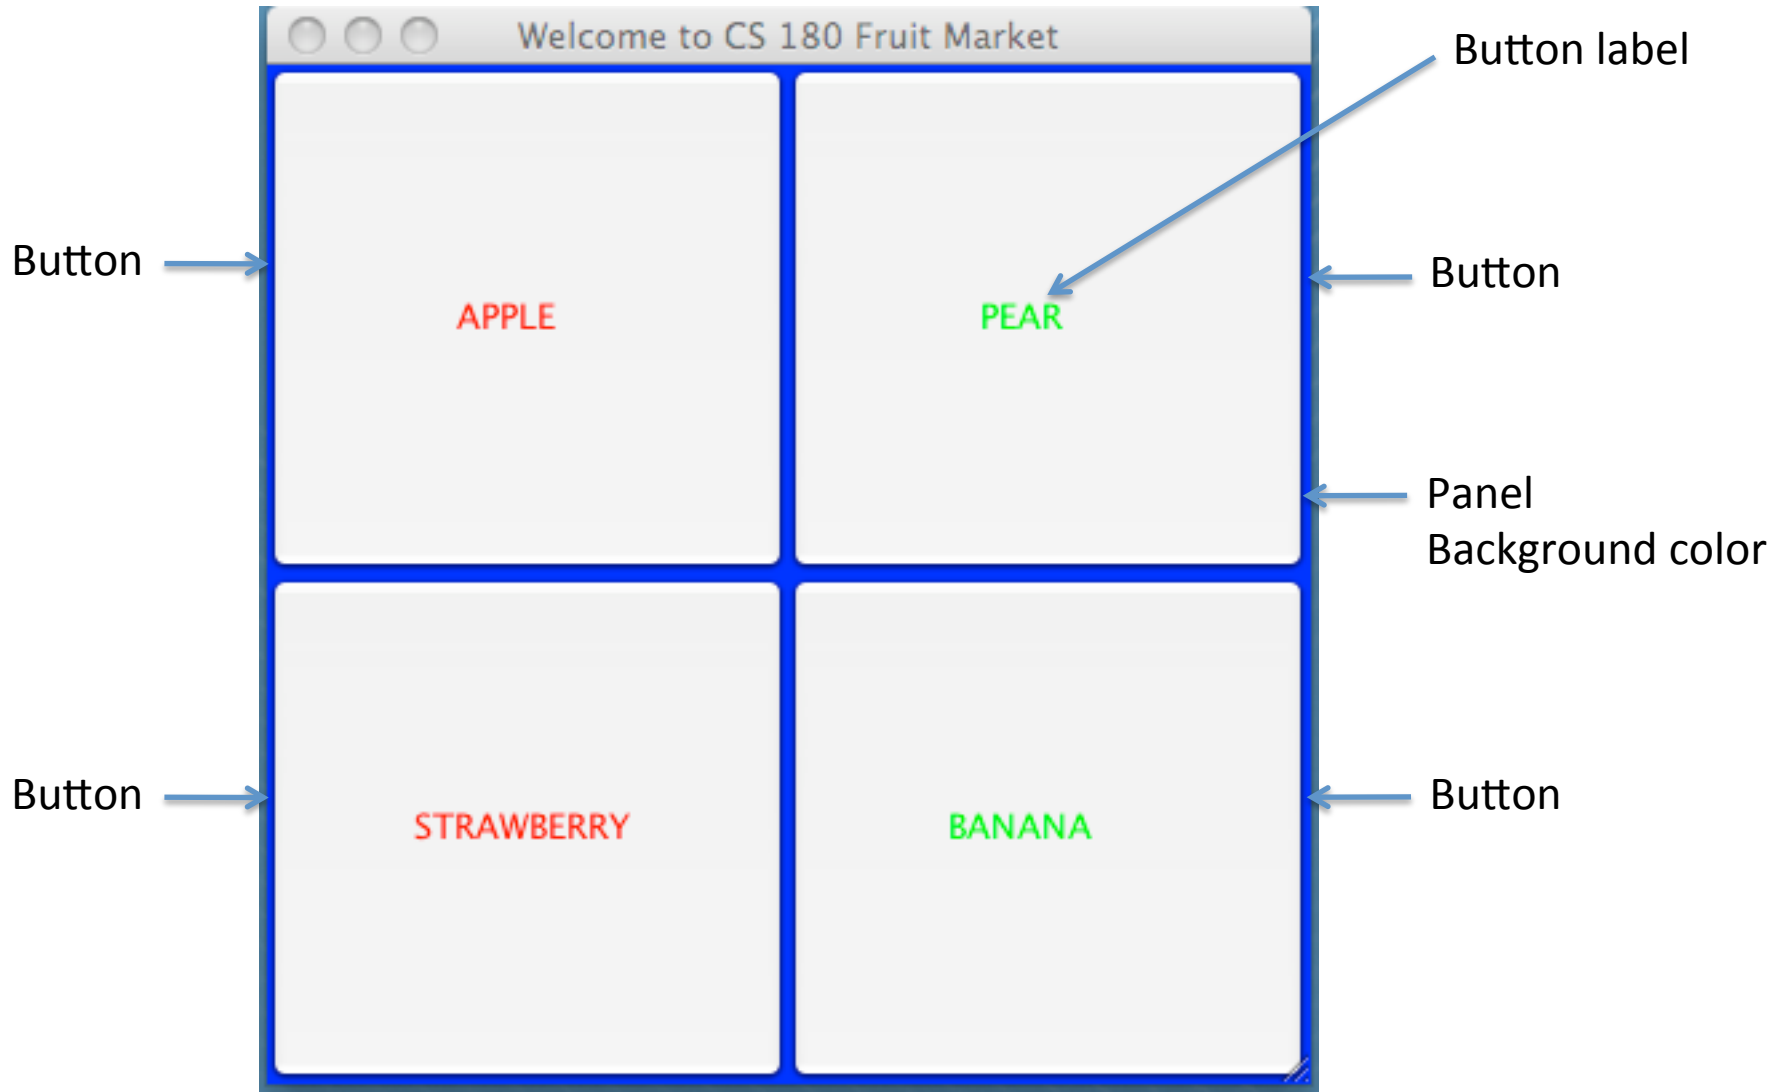 Welcome to CS 180 Fruit Market
Button label
Button
Button
APPLE
PEAR
Panel
Background color
Button
Button
STRAWBERRY
BANANA